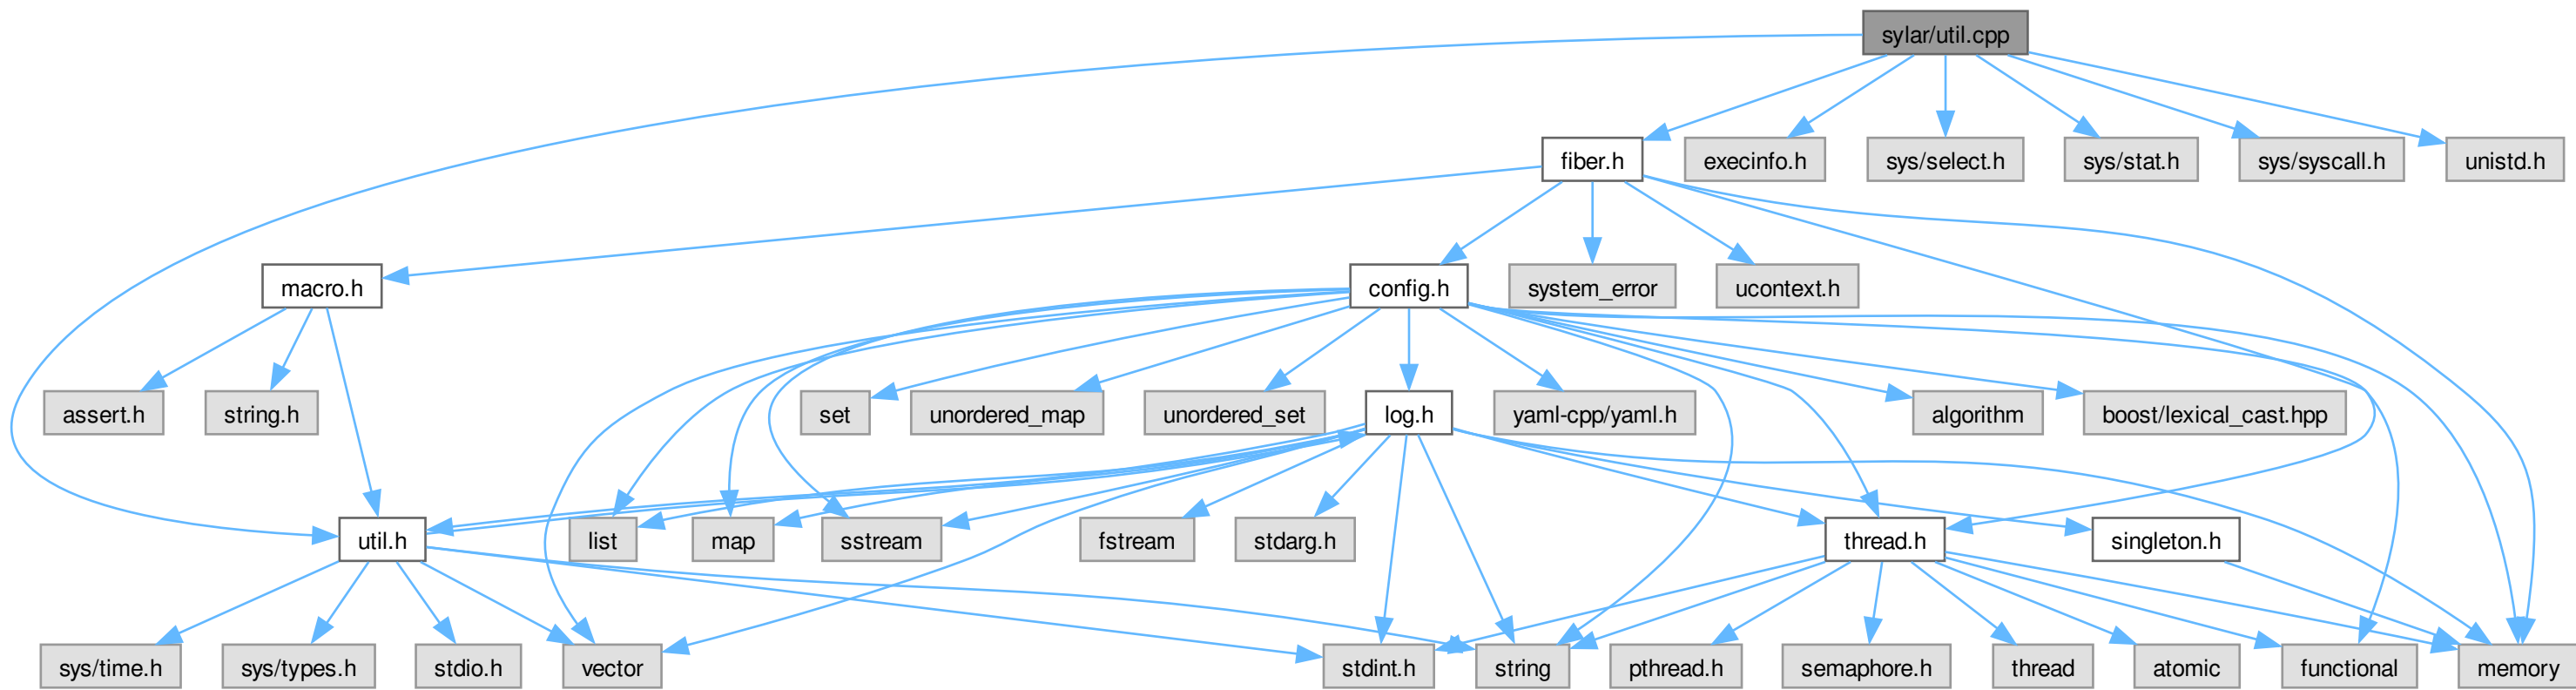 sylar/util.cpp
fiber.h
execinfo.h
sys/select.h
sys/stat.h
sys/syscall.h
unistd.h
macro.h
config.h
system_error
ucontext.h
assert.h
string.h
set
unordered_map
unordered_set
log.h
yaml-cpp/yaml.h
algorithm
boost/lexical_cast.hpp
util.h
list
map
sstream
fstream
stdarg.h
thread.h
singleton.h
sys/time.h
sys/types.h
stdio.h
vector
stdint.h
string
pthread.h
semaphore.h
thread
atomic
functional
memory